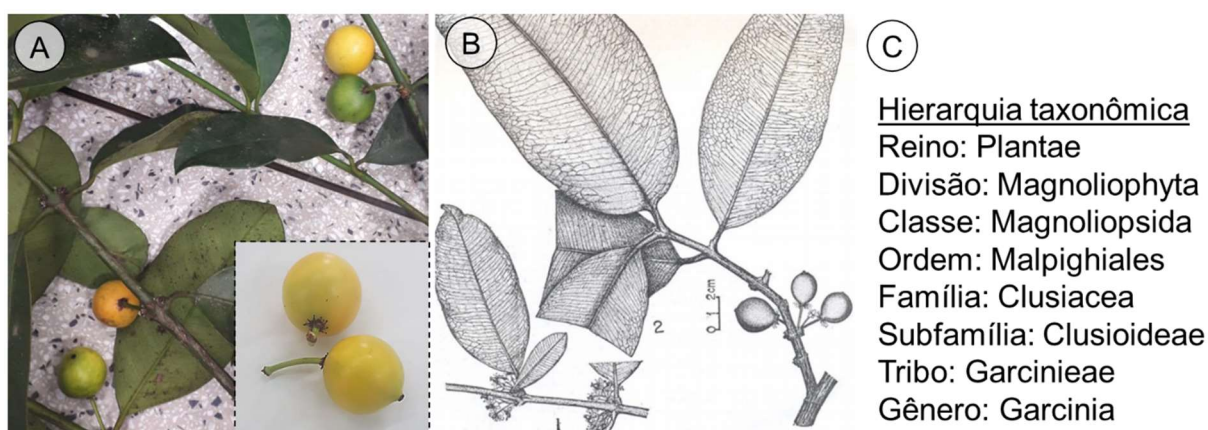 A
B
C
Hierarquia taxonômica
Reino: Plantae
Divisão: Magnoliophyta
Classe: Magnoliopsida
Ordem: Malpighiales
Família: Clusiacea
Subfamília: Clusioideae
Tribo: Garcinieae
Gênero: Garcinia
0 1 2cm
2
1